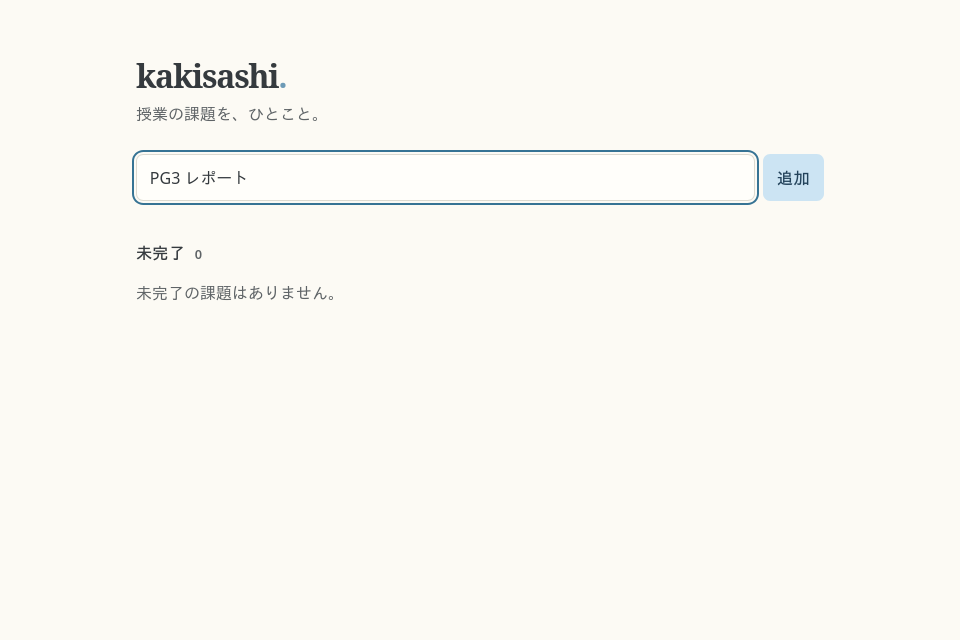 kakisashi.
授業の課題を、ひとこと。
PG3 レポート
追加
未完了 0
未完了の課題はありません。